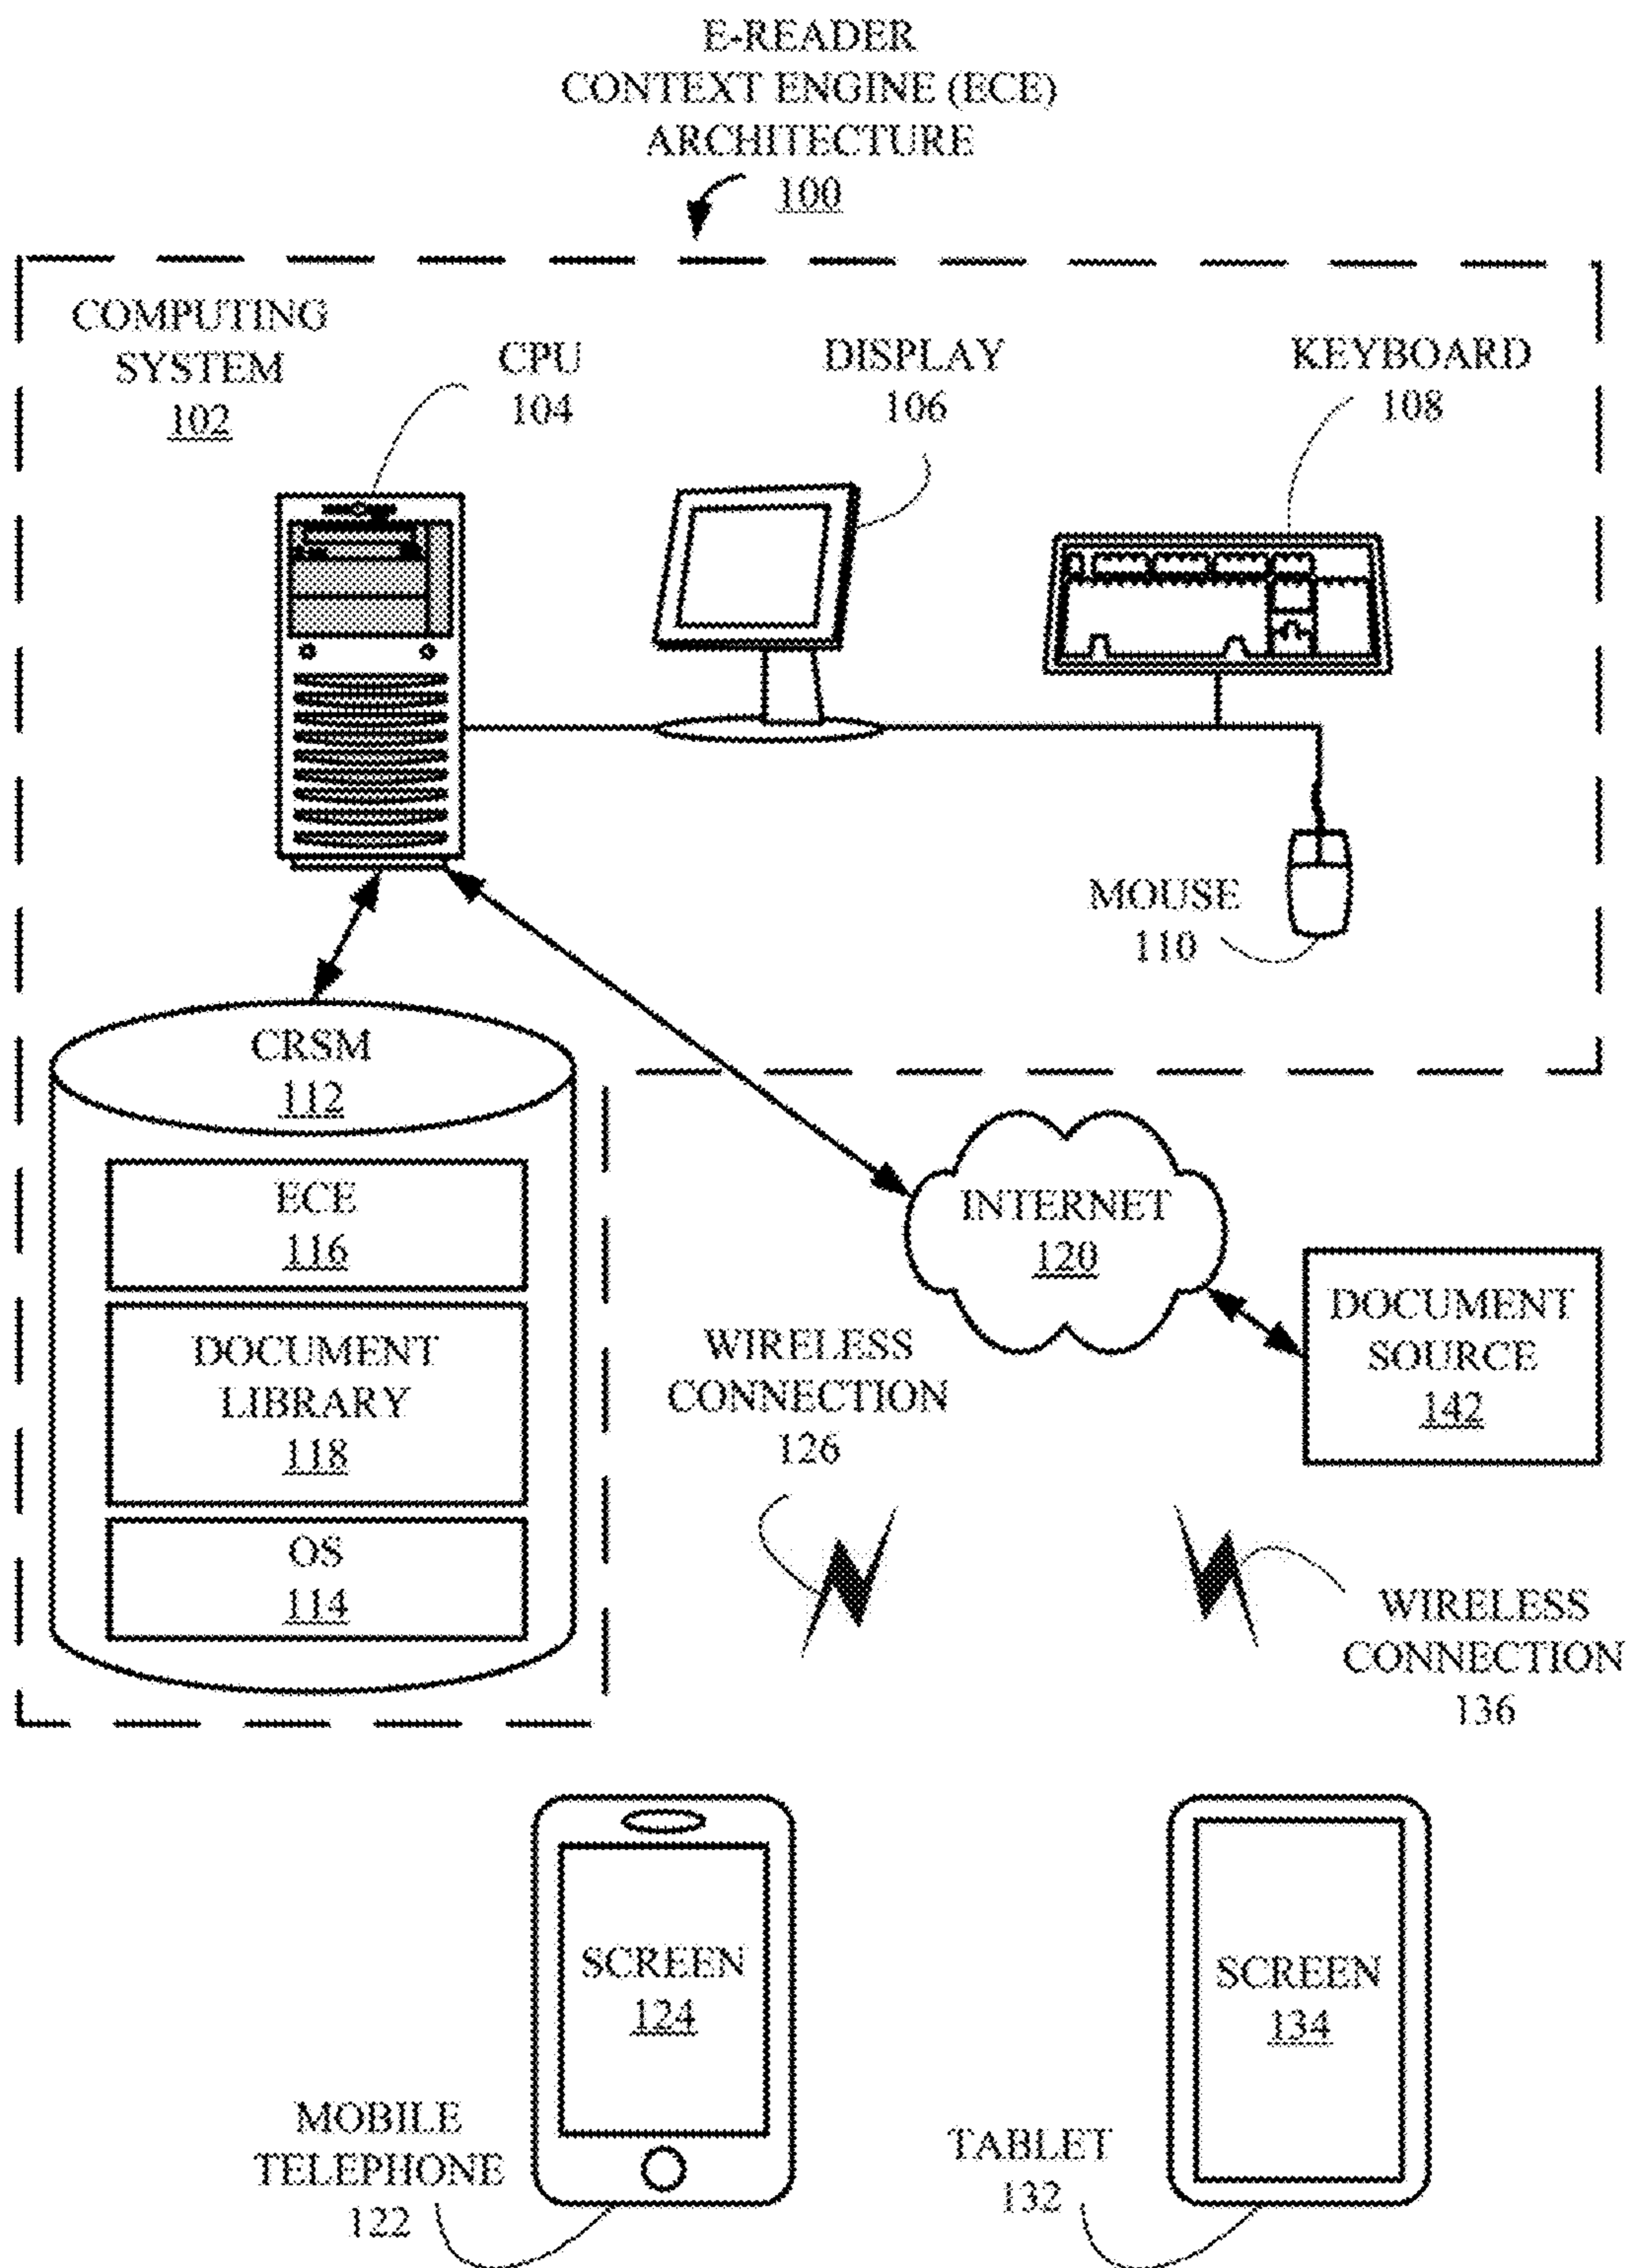 E-READER
CONTEXT ENGINE (ECE)
ARCHITECTURE
100
COMPUTING
SYSTEM
102
CPU
104
DISPLAY
106
KEYBOARD
108
MOUSE
110
CRSM
112
ECE
116
DOCUMENT
LIBRARY
118
OS
114
INTERNET
120
DOCUMENT
SOURCE
142
WIRELESS
CONNECTION
126
WIRELESS
CONNECTION
136
SCREEN
124
MOBILE
TELEPHONE
122
SCREEN
134
TABLET
132